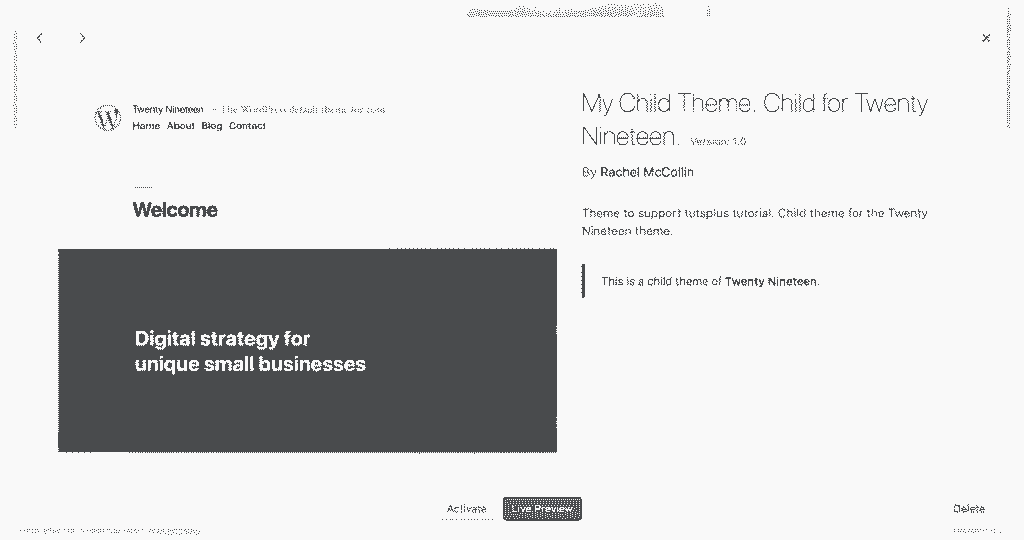 Twenty Nineteen — The WordPress default theme for 2019
Home About Blog Contact
Welcome
Digital strategy for
unique small businesses
My Child Theme. Child for Twenty
Nineteen. Version: 1.0
By Rachel McCollin
Theme to support tutsplus tutorial. Child theme for the Twenty
Nineteen theme.
This is a child theme of Twenty Nineteen.
Activate Live Preview Delete